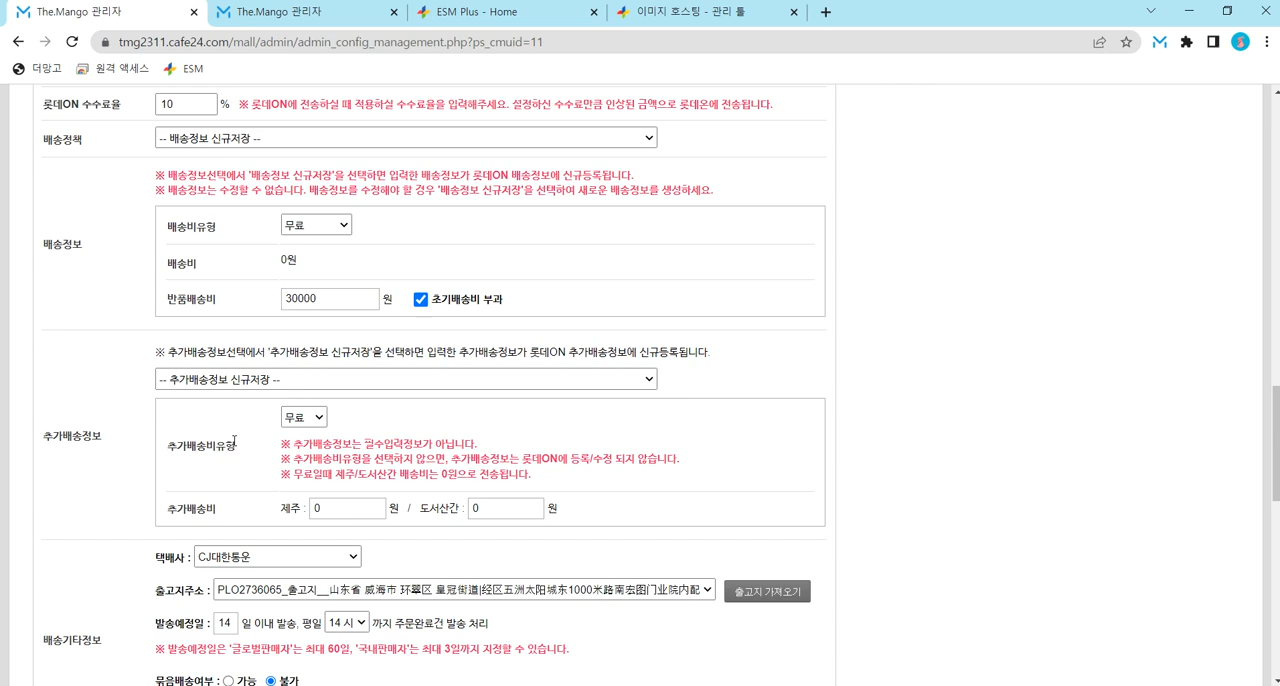 The.Mango 관리자
The.Mango 관리자
ESM Plus - Home
이미지 호스팅 - 관리 툴
tmg2311.cafe24.com/mall/admin/admin_config_management.php?ps_cmuid=11
더망고
원격 액세스
ESM
롯데ON 수수료율 10 % ※ 롯데ON에 전송하실 때 적용하실 수수료율을 입력해주세요. 설정하신 수수료만큼 인상된 금액으로 롯데온에 전송됩니다.
배송정책 -- 배송정보 신규저장 --
※ 배송정보선택에서 '배송정보 신규저장'을 선택하면 입력한 배송정보가 롯데ON 배송정보에 신규등록됩니다.
※ 배송정보는 수정할 수 없습니다. 배송정보를 수정해야 할 경우 '배송정보 신규저장'을 선택하여 새로운 배송정보를 생성하세요.
배송정보
배송비유형 무료
배송비 0원
반품배송비 30000 원 초기배송비 부과
※ 추가배송정보선택에서 '추가배송정보 신규저장'을 선택하면 입력한 추가배송정보가 롯데ON 추가배송정보에 신규등록됩니다.
-- 추가배송정보 신규저장 --
추가배송정보
추가배송비유형 무료
※ 추가배송정보는 필수입력정보가 아닙니다.
※ 추가배송비유형을 선택하지 않으면, 추가배송정보는 롯데ON에 등록/수정 되지 않습니다.
※ 무료일때 제주/도서산간 배송비는 0원으로 전송됩니다.
추가배송비 제주 : 0 원 / 도서산간 : 0 원
택배사 : CJ대한통운
출고지주소 : PLO2736065_출고지__山东省 威海市 环翠区 皇冠街道|经区五洲太阳城东1000米路南宏图门业院内配 출고지 가져오기
발송예정일 : 14 일 이내 발송, 평일 14 시 까지 주문완료건 발송 처리
배송기타정보
※ 발송예정일은 '글로벌판매자'는 최대 60일, '국내판매자'는 최대 3일까지 지정할 수 있습니다.
묶음배송여부 : 가능 불가